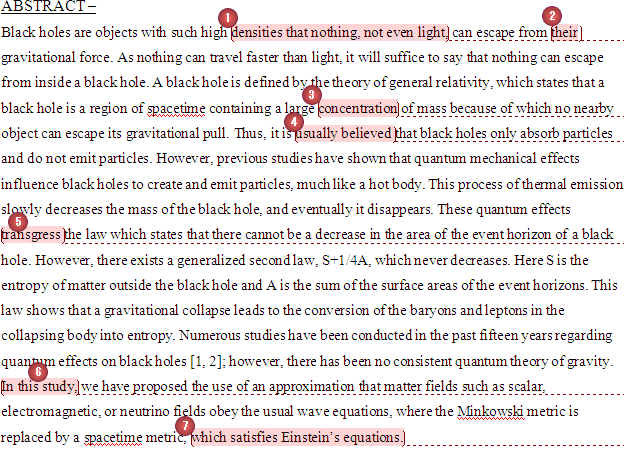 ABSTRACT –
1 2
Black holes are objects with such high densities that nothing, not even light, can escape from their
gravitational force. As nothing can travel faster than light, it will suffice to say that nothing can escape
from inside a black hole. A black hole is defined by the theory of general relativity, which states that a
3
black hole is a region of spacetime containing a large concentration of mass because of which no nearby
4
object can escape its gravitational pull. Thus, it is usually believed that black holes only absorb particles
and do not emit particles. However, previous studies have shown that quantum mechanical effects
influence black holes to create and emit particles, much like a hot body. This process of thermal emission
slowly decreases the mass of the black hole, and eventually it disappears. These quantum effects
5
transgress the law which states that there cannot be a decrease in the area of the event horizon of a black
hole. However, there exists a generalized second law, S+1/4A, which never decreases. Here S is the
entropy of matter outside the black hole and A is the sum of the surface areas of the event horizons. This
law shows that a gravitational collapse leads to the conversion of the baryons and leptons in the
collapsing body into entropy. Numerous studies have been conducted in the past fifteen years regarding
quantum effects on black holes [1, 2]; however, there has been no consistent quantum theory of gravity.
6
In this study, we have proposed the use of an approximation that matter fields such as scalar,
electromagnetic, or neutrino fields obey the usual wave equations, where the Minkowski metric is
7
replaced by a spacetime metric, which satisfies Einstein's equations.